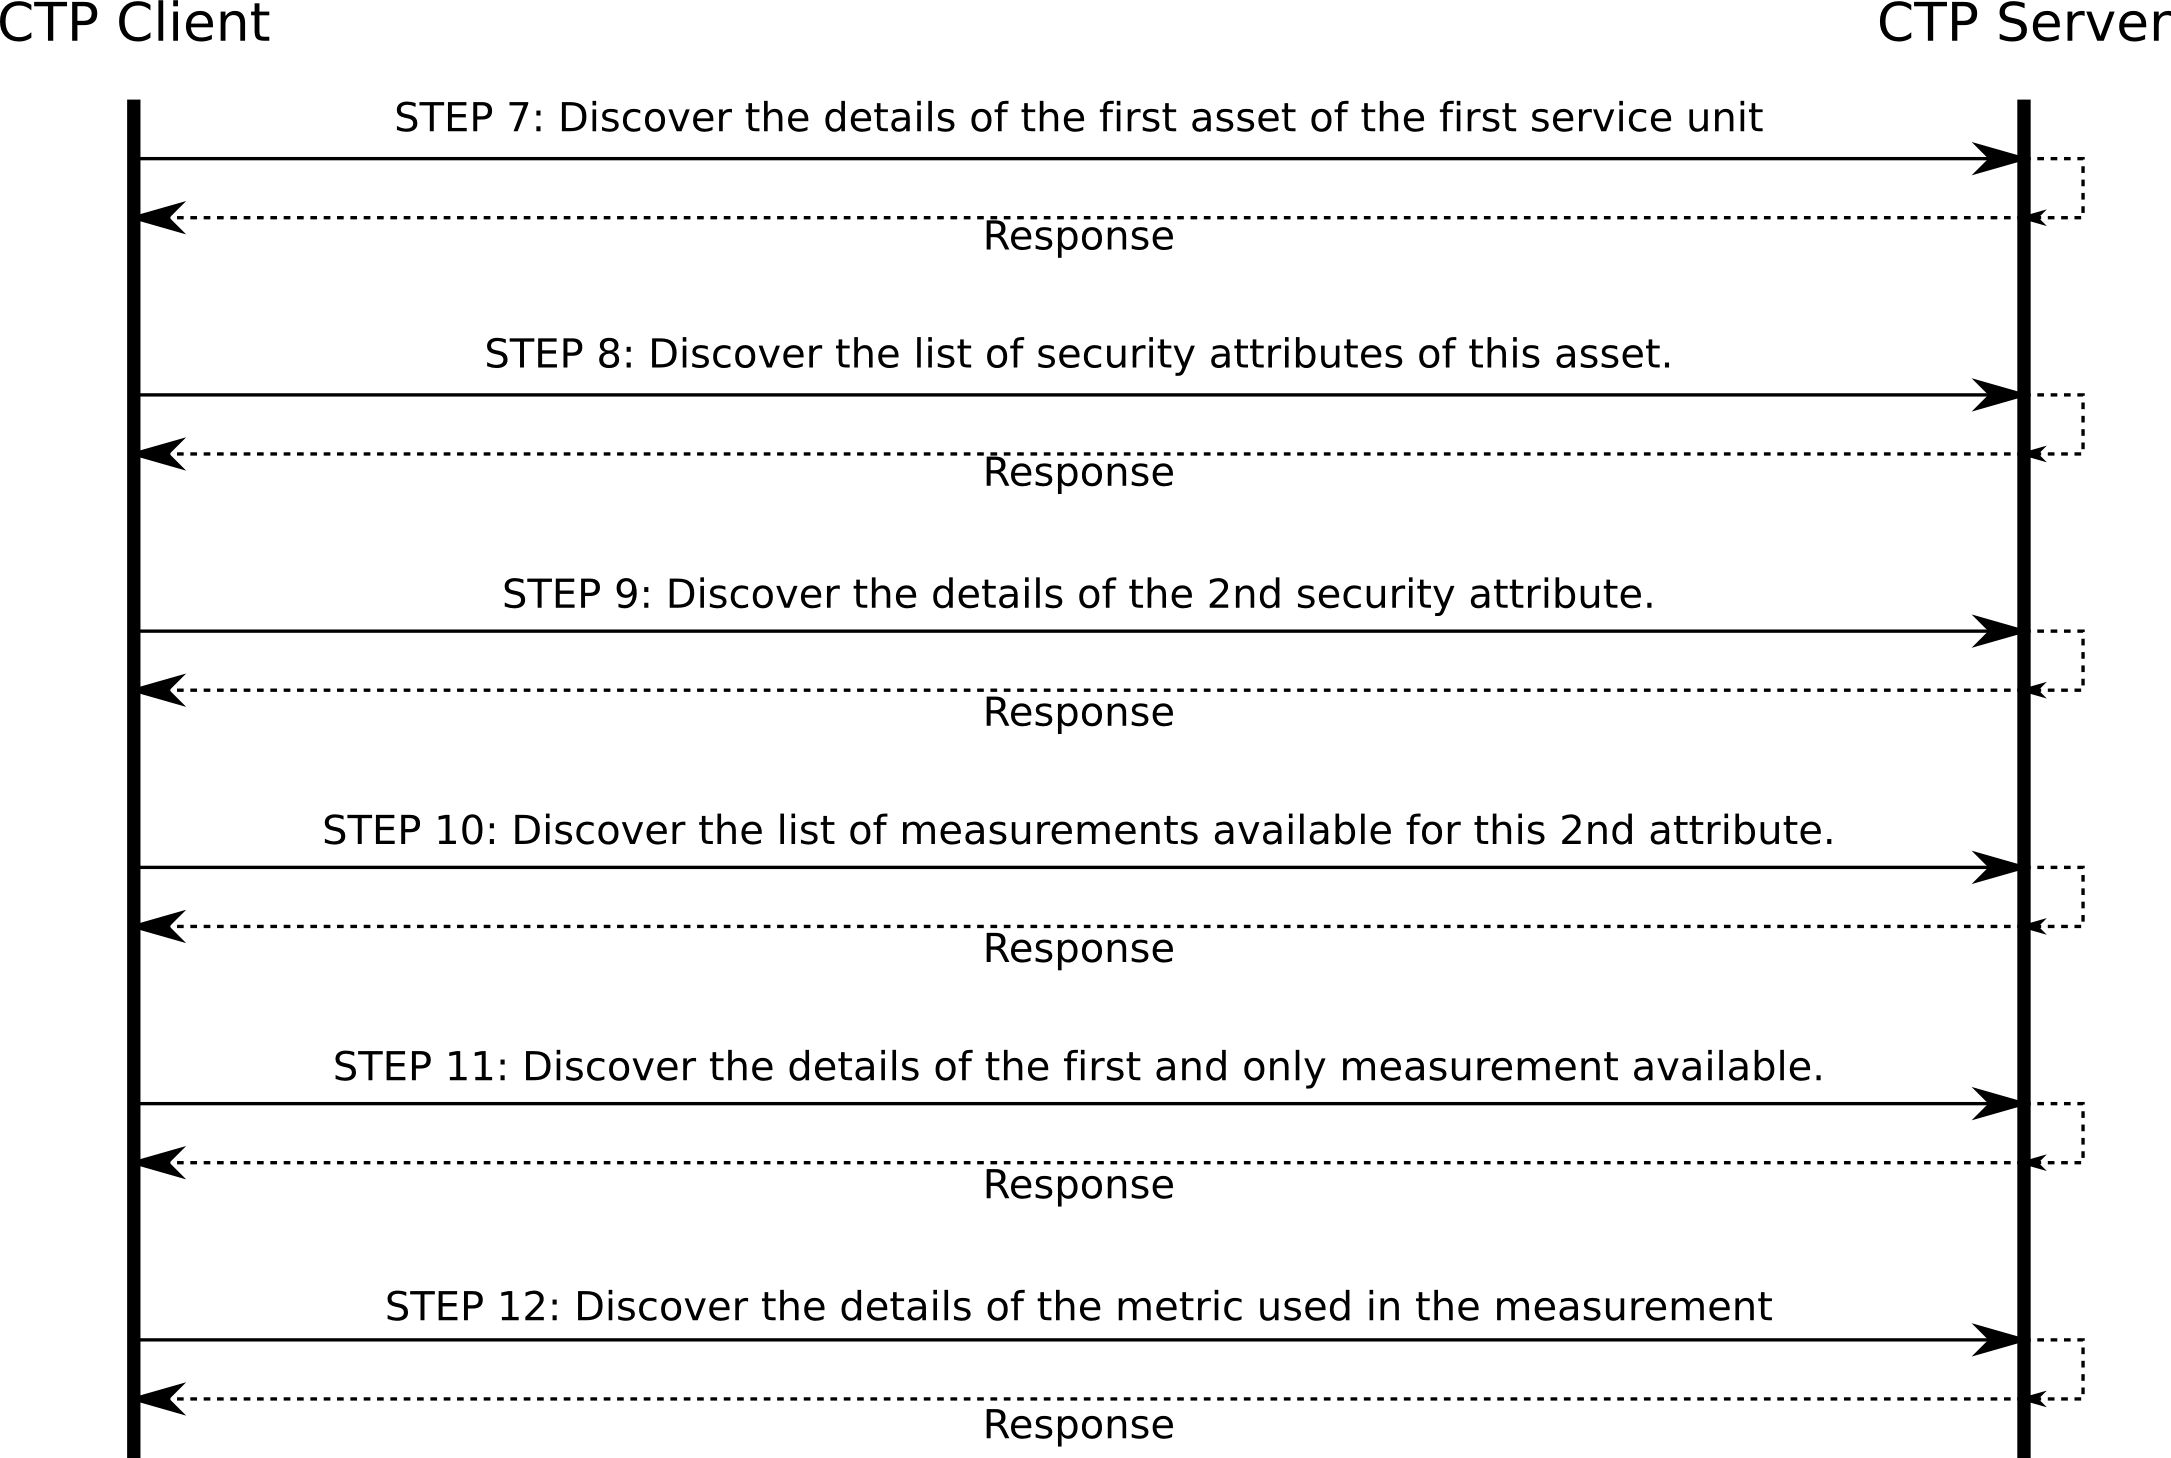 CTP Client
CTP Server
STEP 7: Discover the details of the first asset of the first service unit
Response
STEP 8: Discover the list of security attributes of this asset.
Response
STEP 9: Discover the details of the 2nd security attribute.
Response
STEP 10: Discover the list of measurements available for this 2nd attribute.
Response
STEP 11: Discover the details of the first and only measurement available.
Response
STEP 12: Discover the details of the metric used in the measurement
Response